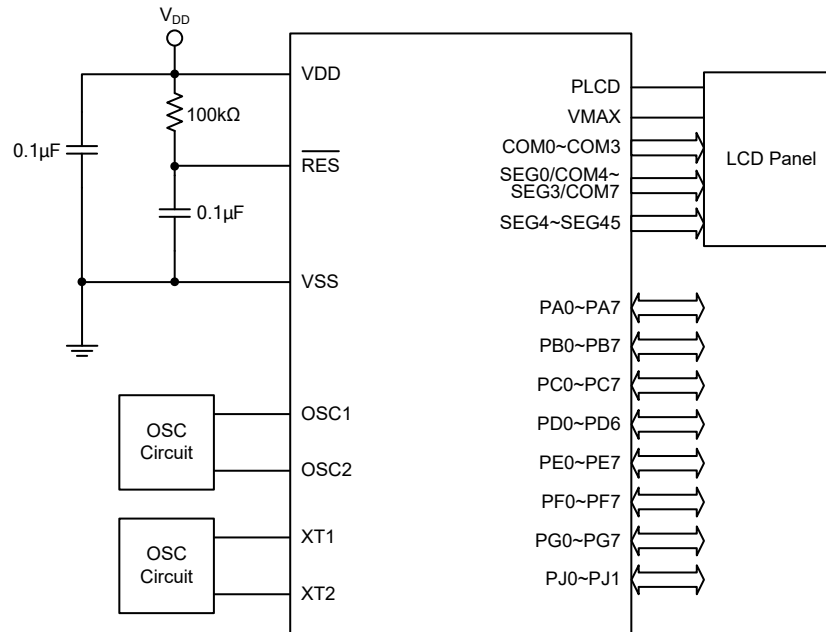 VDD
VDD
100kΩ
0.1µF
RES
0.1µF
VSS
OSC1
OSC
Circuit
OSC2
XT1
OSC
Circuit
XT2
PLCD
VMAX
COM0~COM3
SEG0/COM4~
SEG3/COM7
SEG4~SEG45
LCD Panel
PA0~PA7
PB0~PB7
PC0~PC7
PD0~PD6
PE0~PE7
PF0~PF7
PG0~PG7
PJ0~PJ1